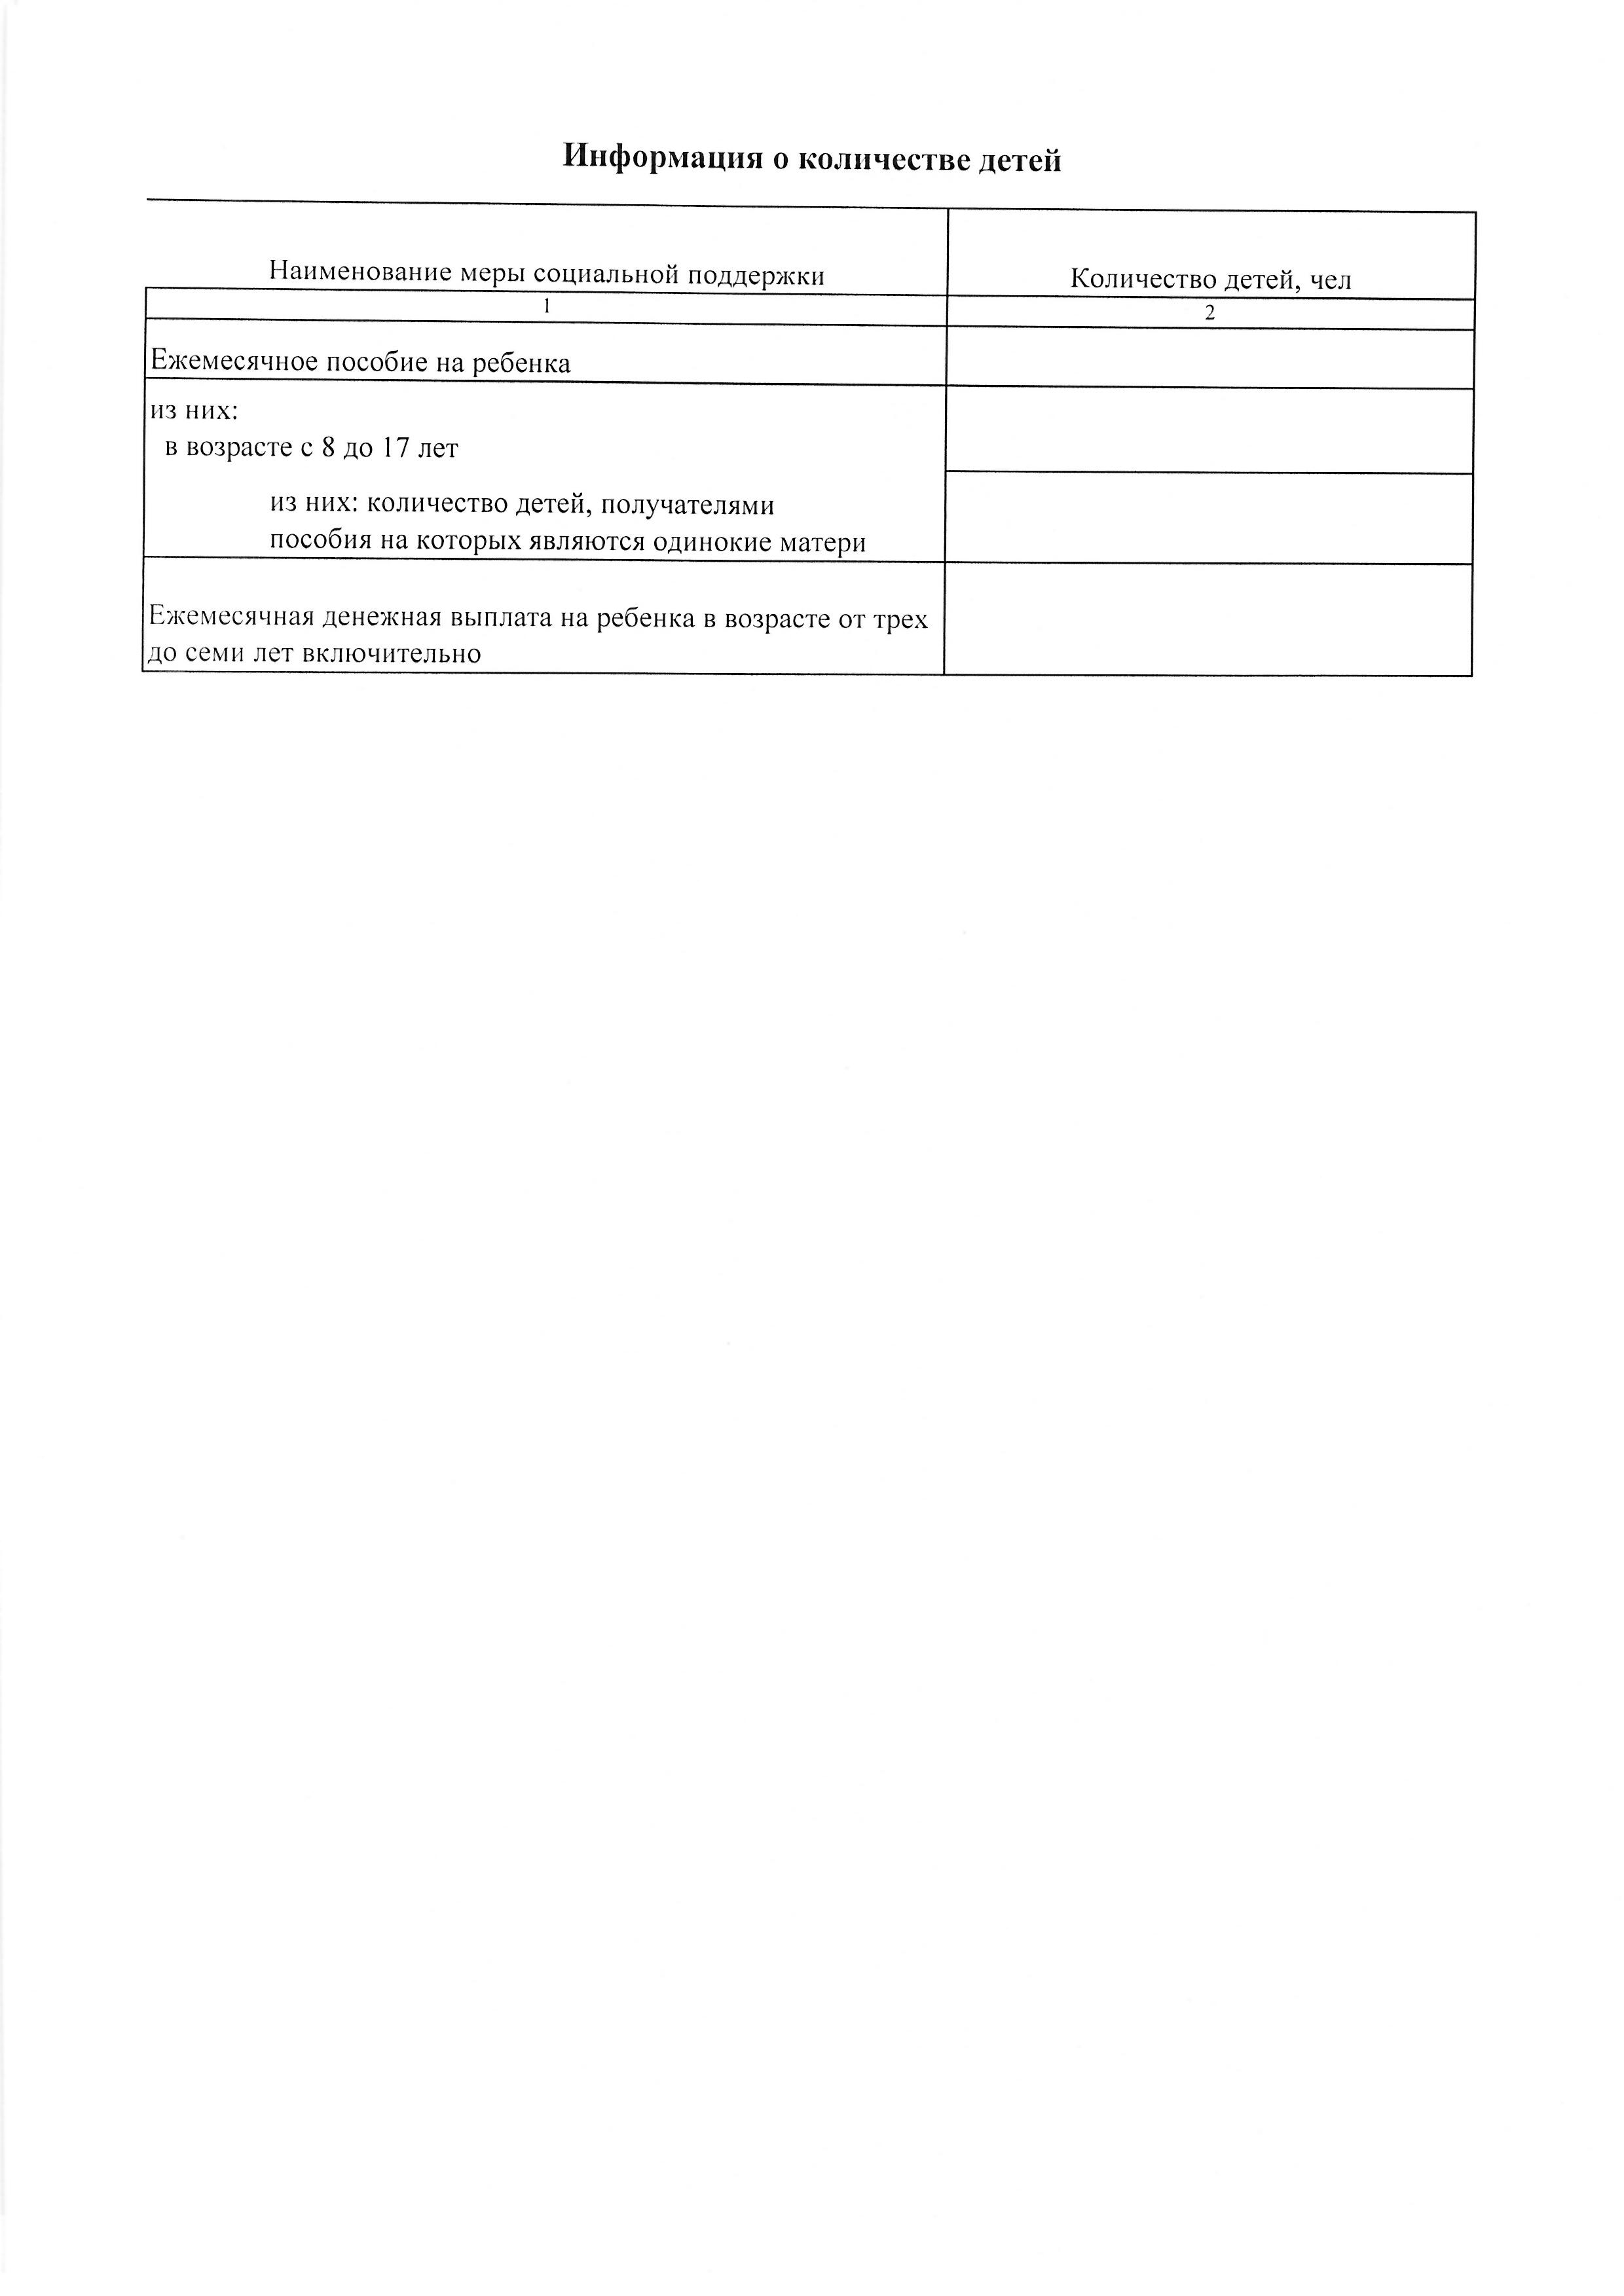 Информация о количестве детей
Наименование меры социальной поддержки
Количество детей, чел
1
2
Ежемесячное пособие на ребенка
из них:
в возрасте с 8 до 17 лет
из них: количество детей, получателями
пособия на которых являются одинокие матери
Ежемесячная денежная выплата на ребенка в возрасте от трех
до семи лет включительно